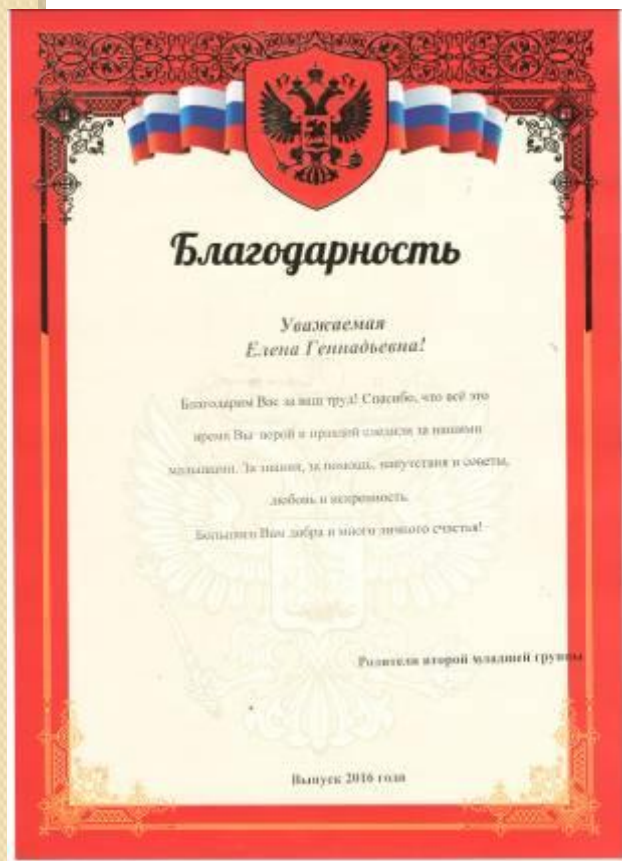 Благодарность
Уважаемая
Елена Геннадьевна!
Благодарим Вас за ваш труд! Спасибо, что всё это
время Вы верой и правдой следили за нашими
малышами. За знания, за помощь, напутствия и советы,
любовь и искренность.
Вам добра и много личного счастья!
Родители второй младшей группы
Выпуск 2016 года